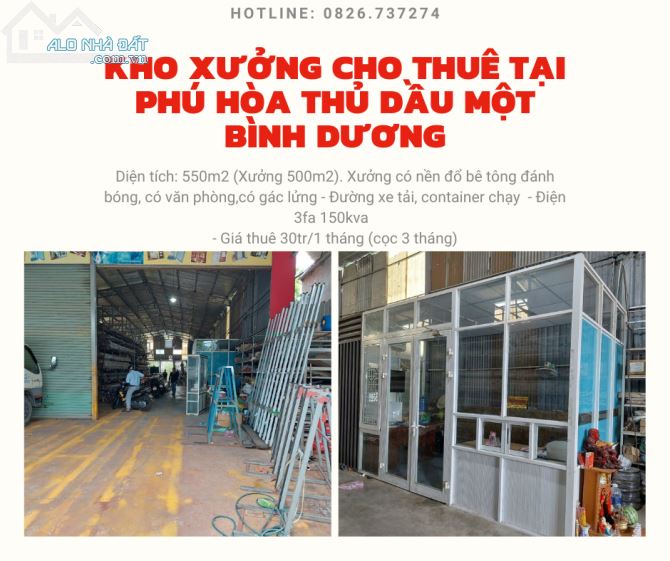 HOTLINE: 0826.737274
ALO NHÀ ĐẤT
.com.vn
KHO XƯỞNG CHO THUÊ TẠI
PHÚ HÒA THỦ DẦU MỘT
BÌNH DƯƠNG
Diện tích: 550m2 (Xưởng 500m2). Xưởng có nền đổ bê tông đánh
bóng, có văn phòng,có gác lửng - Đường xe tải, container chạy - Điện
3fa 150kva
- Giá thuê 30tr/1 tháng (cọc 3 tháng)